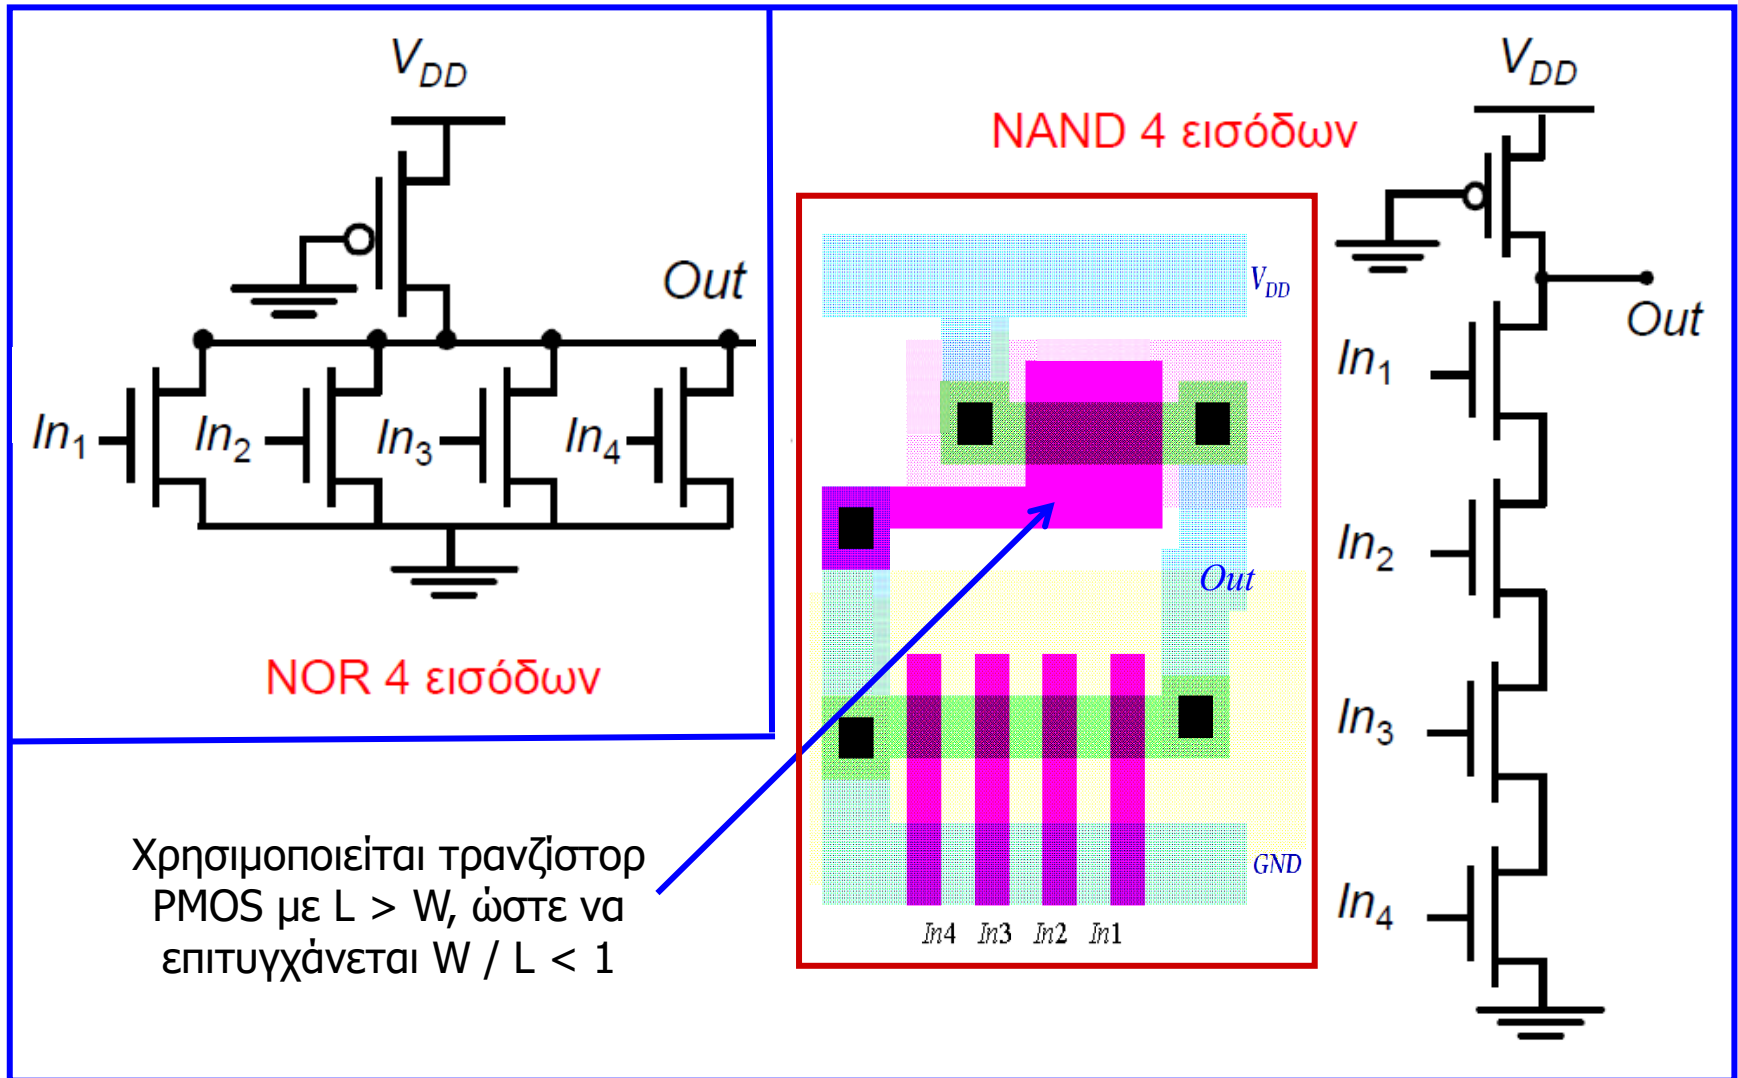 V_DD
Out
In1
In2
In3
In4
NOR 4 εισόδων
Χρησιμοποιείται τρανζίστορ
PMOS με L > W, ώστε να
επιτυγχάνεται W / L < 1
NAND 4 εισόδων
V_DD
Out
GND
In4 In3 In2 In1
V_DD
Out
In1
In2
In3
In4